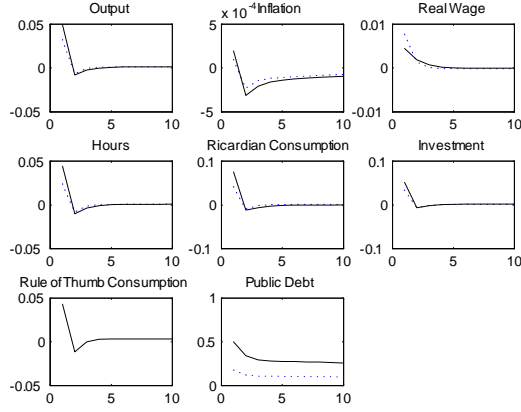 Output
5 x 10^-4 Inflation
Real Wage
0.05
0
-0.05
0 5 10
0
-5
0 5 10
0.01
0
-0.01
0 5 10
Hours
Ricardian Consumption
Investment
0.05
0
-0.05
0 5 10
0.1
0
-0.1
0 5 10
0.1
0
-0.1
0 5 10
Rule of Thumb Consumption
Public Debt
0.05
0
-0.05
0 5 10
1
0.5
0
0 5 10